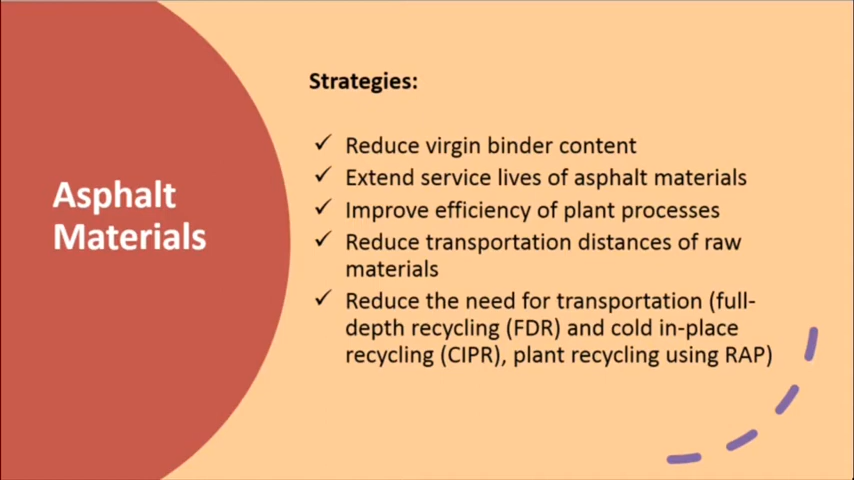 Asphalt
Materials
Strategies:
✓ Reduce virgin binder content
✓ Extend service lives of asphalt materials
✓ Improve efficiency of plant processes
✓ Reduce transportation distances of raw
materials
✓ Reduce the need for transportation (full-
depth recycling (FDR) and cold in-place
recycling (CIPR), plant recycling using RAP)